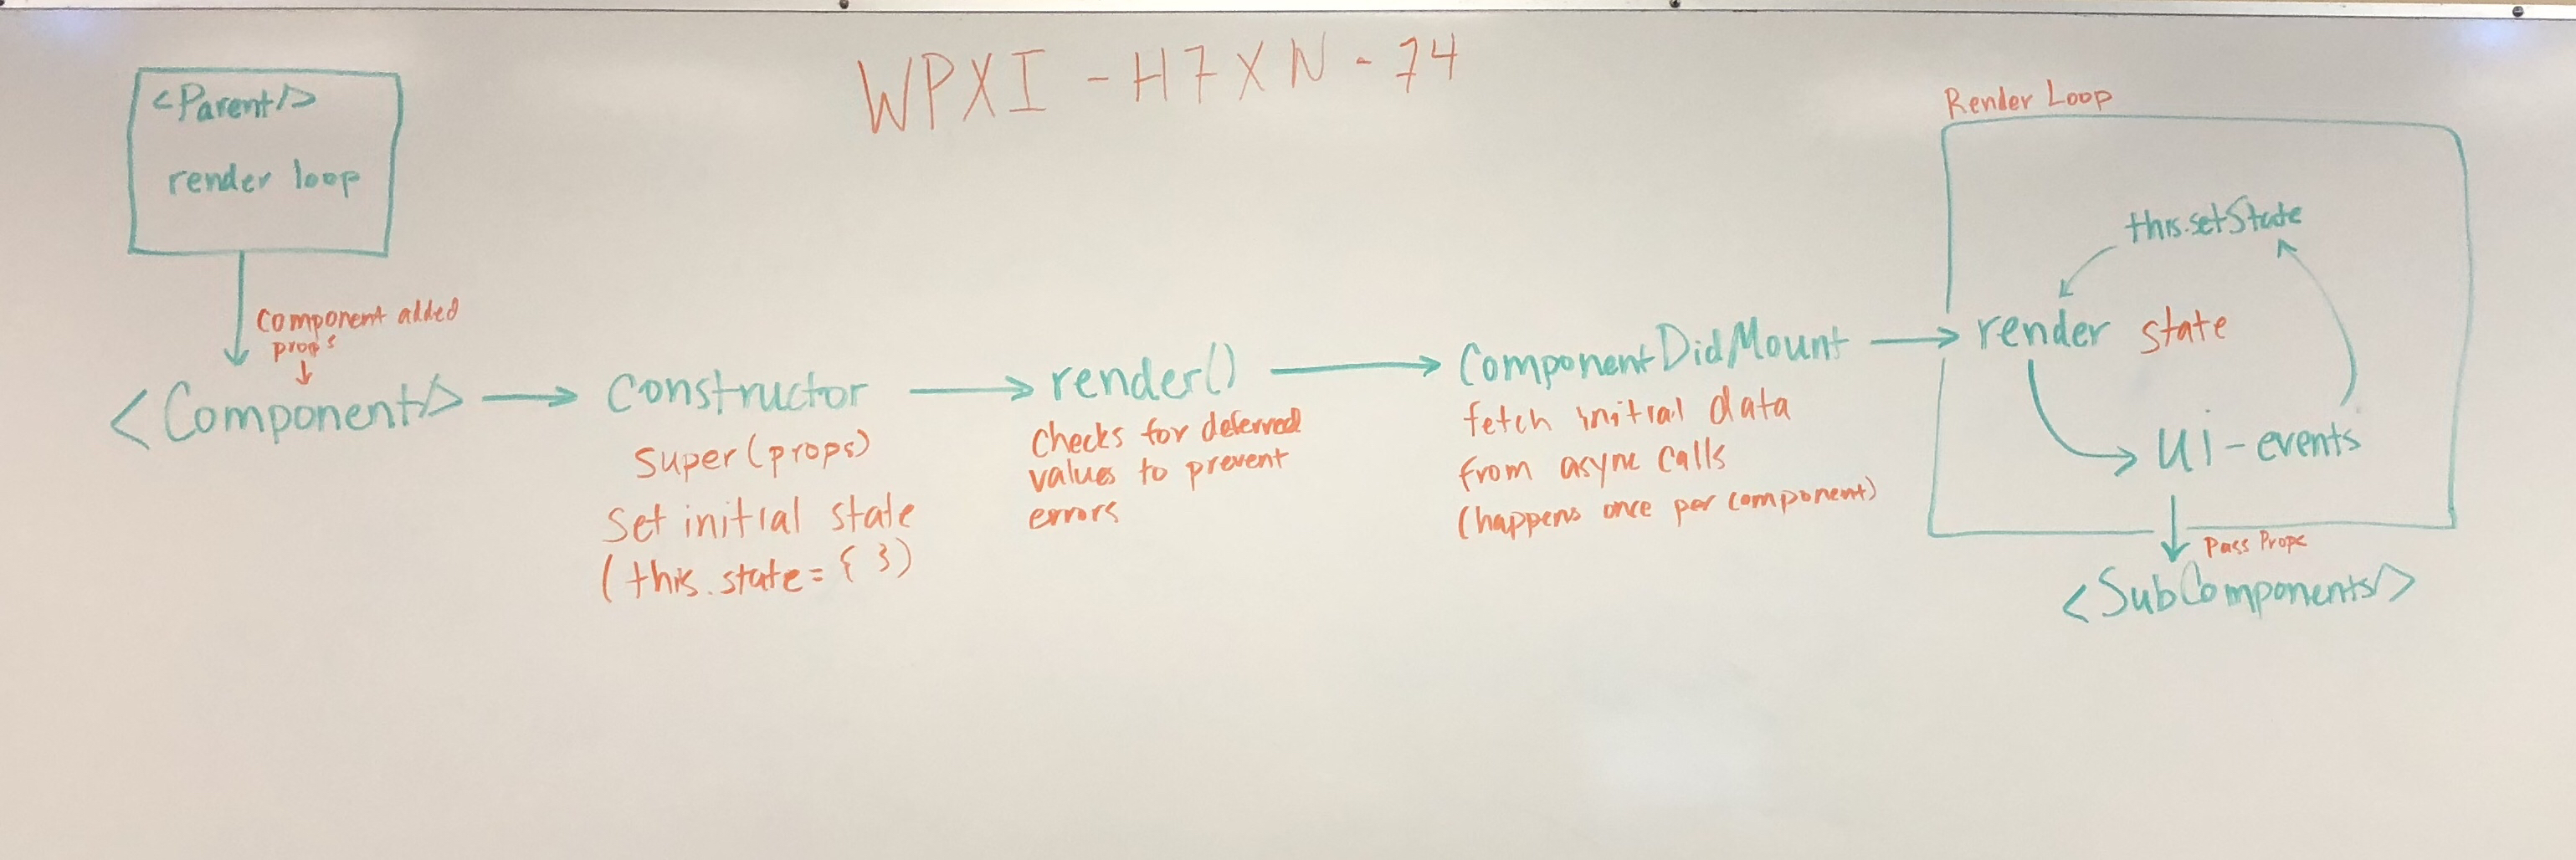 WPXI - H7XN - 74
<Parent/>
render loop
Component added
props
<Component/>
constructor
super(props)
Set initial state
(this.state = { })
render()
checks for deferred
values to prevent
errors
ComponentDidMount
fetch initial data
from async calls
(happens once per component)
Render Loop
this.setState
render state
UI-events
Pass Props
<SubComponents/>